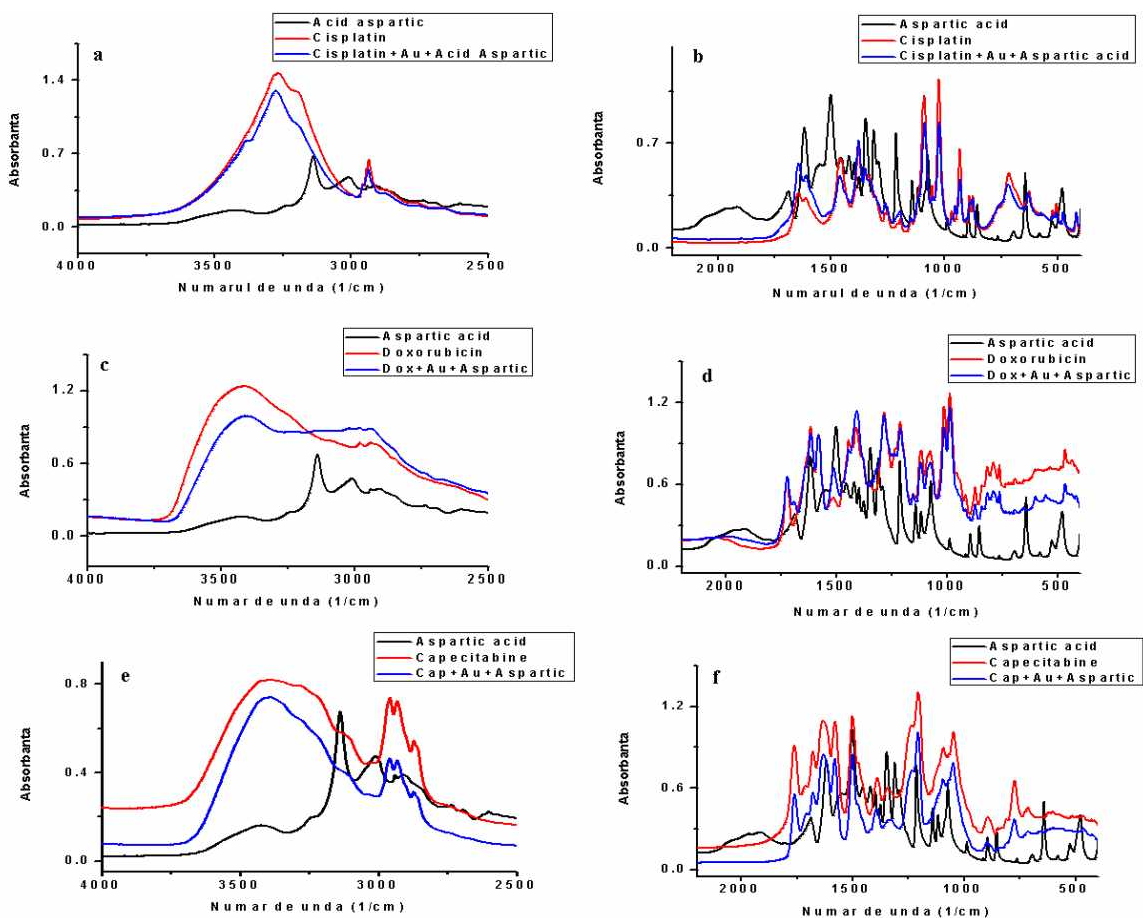 a
Acid aspartic
Cisplatin
Cisplatin+Au+Acid Aspartic
Absorbanta
1.4
0.7
0.0
4000 3500 3000 2500
Numarul de unda (1/cm)
b
Aspartic acid
Cisplatin
Cisplatin+Au+Aspartic acid
Absorbanta
0.7
0.0
2000 1500 1000 500
Numarul de unda (1/cm)
c
Aspartic acid
Doxorubicin
Dox+Au+Aspartic
Absorbanta
1.2
0.6
0.0
4000 3500 3000 2500
Numar de unda (1/cm)
d
Aspartic acid
Doxorubicin
Dox+Au+Aspartic
Absorbanta
1.2
0.6
0.0
2000 1500 1000 500
Numar de unda (1/cm)
e
Aspartic acid
Capecitabine
Cap+Au+Aspartic
Absorbanta
0.8
0.4
0.0
4000 3500 3000 2500
Numar de unda (1/cm)
f
Aspartic acid
Capecitabine
Cap+Au+Aspartic
Absorbanta
1.2
0.6
0.0
2000 1500 1000 500
Numar de unda (1/cm)